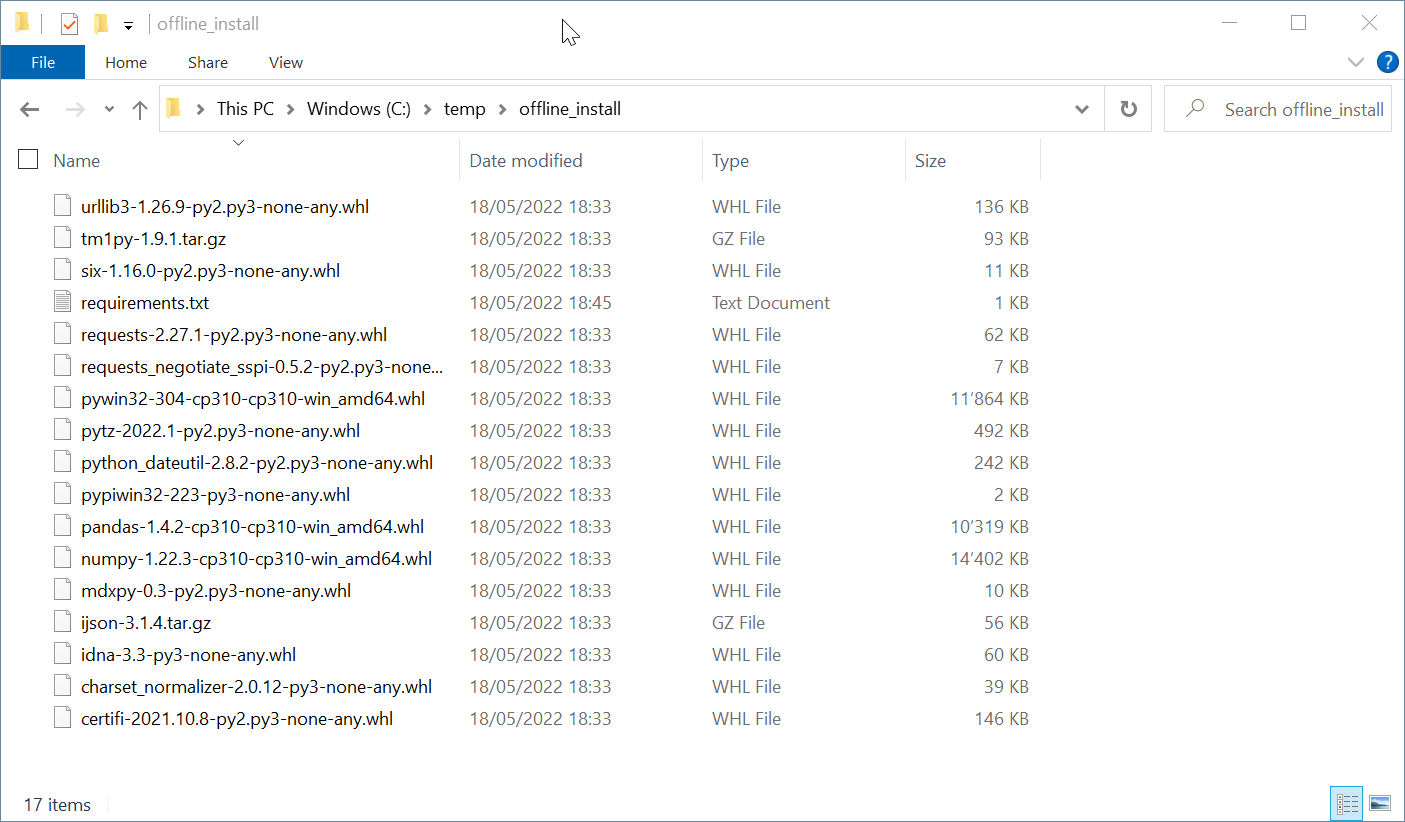 offline_install
File Home Share View ?
This PC Windows (C:) temp offline_install Search offline_install
Name Date modified Type Size
urllib3-1.26.9-py2.py3-none-any.whl 18/05/2022 18:33 WHL File 136 KB
tm1py-1.9.1.tar.gz 18/05/2022 18:33 GZ File 93 KB
six-1.16.0-py2.py3-none-any.whl 18/05/2022 18:33 WHL File 11 KB
requirements.txt 18/05/2022 18:45 Text Document 1 KB
requests-2.27.1-py2.py3-none-any.whl 18/05/2022 18:33 WHL File 62 KB
requests_negotiate_sspi-0.5.2-py2.py3-none... 18/05/2022 18:33 WHL File 7 KB
pywin32-304-cp310-cp310-win_amd64.whl 18/05/2022 18:33 WHL File 11’864 KB
pytz-2022.1-py2.py3-none-any.whl 18/05/2022 18:33 WHL File 492 KB
python_dateutil-2.8.2-py2.py3-none-any.whl 18/05/2022 18:33 WHL File 242 KB
pypiwin32-223-py3-none-any.whl 18/05/2022 18:33 WHL File 2 KB
pandas-1.4.2-cp310-cp310-win_amd64.whl 18/05/2022 18:33 WHL File 10’319 KB
numpy-1.22.3-cp310-cp310-win_amd64.whl 18/05/2022 18:33 WHL File 14’402 KB
mdxpy-0.3-py2.py3-none-any.whl 18/05/2022 18:33 WHL File 10 KB
ijson-3.1.4.tar.gz 18/05/2022 18:33 GZ File 56 KB
idna-3.3-py3-none-any.whl 18/05/2022 18:33 WHL File 60 KB
charset_normalizer-2.0.12-py3-none-any.whl 18/05/2022 18:33 WHL File 39 KB
certifi-2021.10.8-py2.py3-none-any.whl 18/05/2022 18:33 WHL File 146 KB
17 items